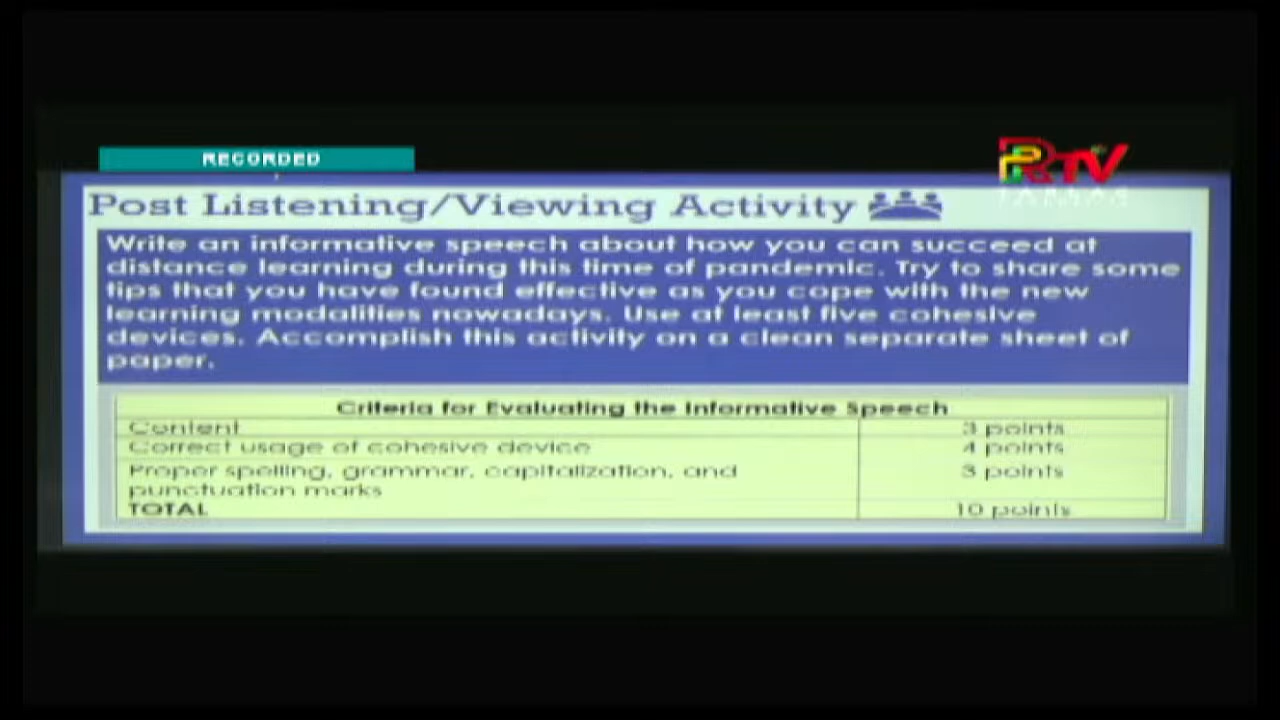 RECORDED
PRTV
Post Listening/Viewing Activity
Write an informative speech about how you can succeed at
distance learning during this time of pandemic. Try to share some
tips that you have found effective as you cope with the new
learning modalities nowadays. Use at least five cohesive
devices. Accomplish this activity on a clean separate sheet of
paper.
Criteria for Evaluating the Informative Speech
Content 3 points
Correct usage of cohesive device 4 points
Proper spelling, grammar, capitalization, and 3 points
punctuation marks
TOTAL 10 points